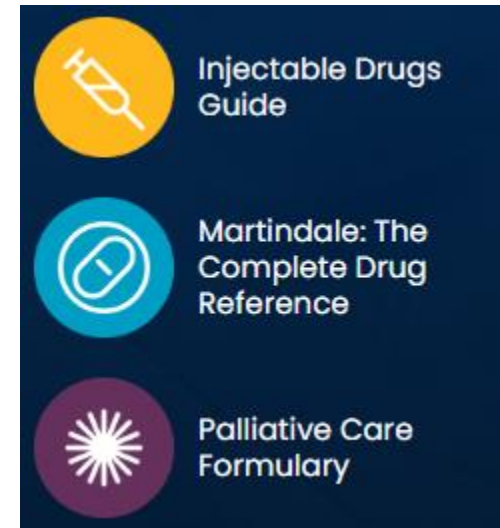 Injectable Drugs
Guide
Martindale: The
Complete Drug
Reference
Palliative Care
Formulary